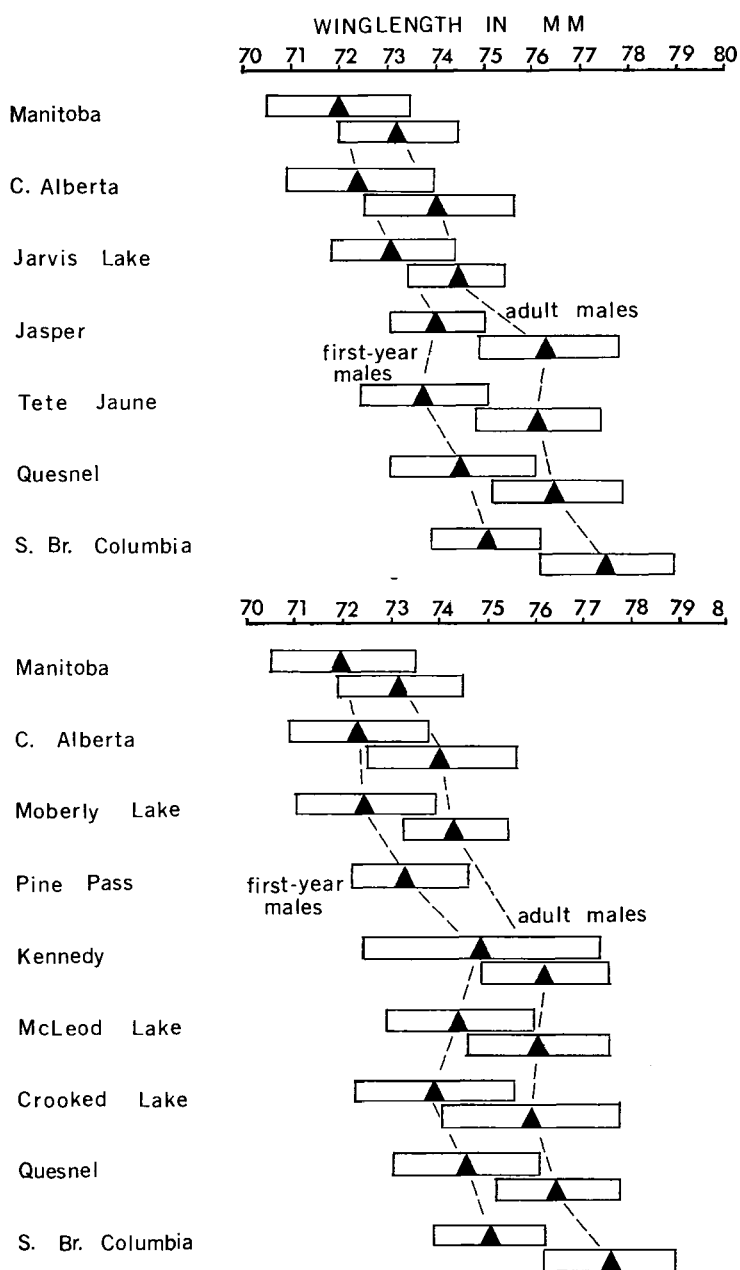 WINGLENGTH IN MM
70 71 72 73 74 75 76 77 78 79 80
Manitoba
C. Alberta
Jarvis Lake
Jasper
adult males
first-year
males
Tete Jaune
Quesnel
S. Br. Columbia
70 71 72 73 74 75 76 77 78 79 8
Manitoba
C. Alberta
Moberly Lake
Pine Pass
first-year
males
adult males
Kennedy
McLeod Lake
Crooked Lake
Quesnel
S. Br. Columbia